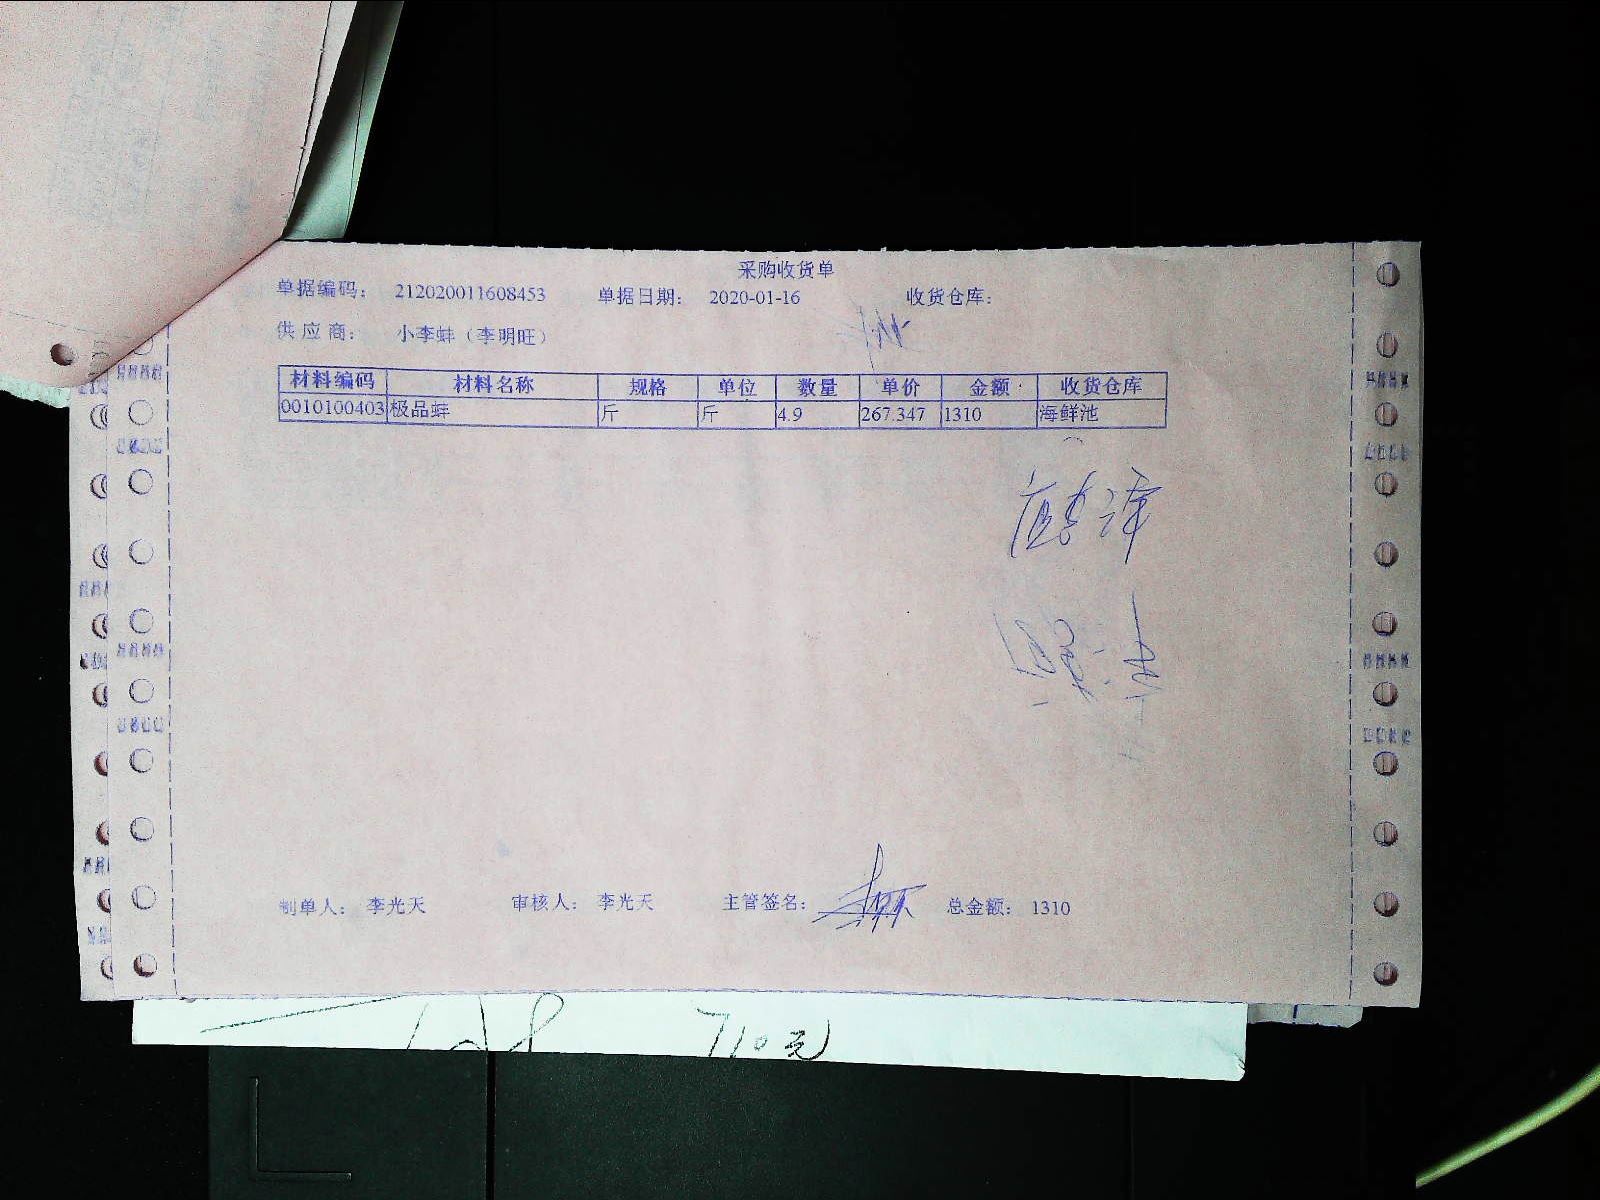 采购收货单
单据编码： 212020011608453 单据日期： 2020-01-16 收货仓库：
供 应 商： 小李蚌（李明旺）
材料编码 材料名称 规格 单位 数量 单价 金额 收货仓库
0010100403 极品蚌 斤 斤 4.9 267.347 1310 海鲜池
制单人： 李光天 审核人： 李光天 主管签名： 总金额： 1310
710元